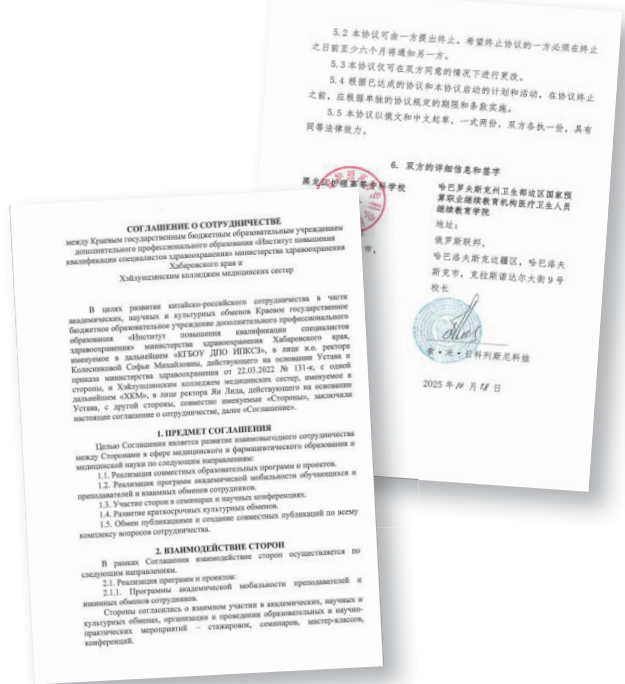 5.2 本协议可由一方提出终止。希望终止协议的一方必须在终止
之日前至少六个月将通知另一方。
5.3 本协议仅可在双方同意的情况下进行更改。
5.4 根据已达成的协议和本协议启动的计划和活动，在协议终止
之前，应根据单独的协议规定的期限和条款实施。
5.5 本协议以俄文和中文起草，一式两份，双方各执一份，具有
同等法律效力。
6. 双方的详细信息和签字
黑龙江护理高等专科学校
哈巴罗夫斯克州卫生部边区国家预
算职业继续教育机构医疗卫生人员
继续教育学院
地址：
俄罗斯联邦，
哈巴洛夫斯克边疆区，哈巴洛夫
斯克市，克拉斯诺达尔大街 9 号
校长
市，
索·米·日科列斯尼科娃
2025 年 10 月 18 日
СОГЛАШЕНИЕ О СОТРУДНИЧЕСТВЕ
между Краевым государственным бюджетным образовательным учреждением
дополнительного профессионального образования «Институт повышения
квалификации специалистов здравоохранения» министерства здравоохранения
Хабаровского края и
Хэйлунцзянским колледжем медицинских сестер
В целях развития китайско-российского сотрудничества в части
академических, научных и культурных обменов Краевое государственное
бюджетное образовательное учреждение дополнительного профессионального
образования «Институт повышения квалификации специалистов
здравоохранения» министерства здравоохранения Хабаровского края,
именуемое в дальнейшем «КГБОУ ДПО ИПКСЗ», в лице и.о. ректора
Колесниковой Софьи Михайловны, действующего на основании Устава и
приказа министерства здравоохранения от 22.03.2022 № 131-к, с одной
стороны, и Хэйлунцзянским колледжем медицинских сестер, именуемое в
дальнейшем «ХКМ», в лице ректора Ян Лида, действующего на основании
Устава, с другой стороны, совместно именуемые «Стороны», заключили
настоящее соглашение о сотрудничестве, далее «Соглашение».
1. ПРЕДМЕТ СОГЛАШЕНИЯ
Целью Соглашения является развитие взаимовыгодного сотрудничества
между Сторонами в сфере медицинского и фармацевтического образования и
медицинской науки по следующим направлениям:
1.1. Реализация совместных образовательных программ и проектов.
1.2. Реализация программ академической мобильности обучающихся и
преподавателей и взаимных обменов сотрудников.
1.3. Участие сторон в семинарах и научных конференциях.
1.4. Развитие краткосрочных культурных обменов.
1.5. Обмен публикациями и создание совместных публикаций по всему
комплексу вопросов сотрудничества.
2. ВЗАИМОДЕЙСТВИЕ СТОРОН
В рамках Соглашения взаимодействие сторон осуществляется по
следующим направлениям.
2.1. Реализация программ и проектов:
2.1.1. Программы академической мобильности преподавателей и
взаимных обменов сотрудников.
Стороны согласились о взаимном участии в академических, научных и
культурных обменах, организации и проведении образовательных и научно-
практических мероприятий – стажировок, семинаров, мастер-классов,
конференций.